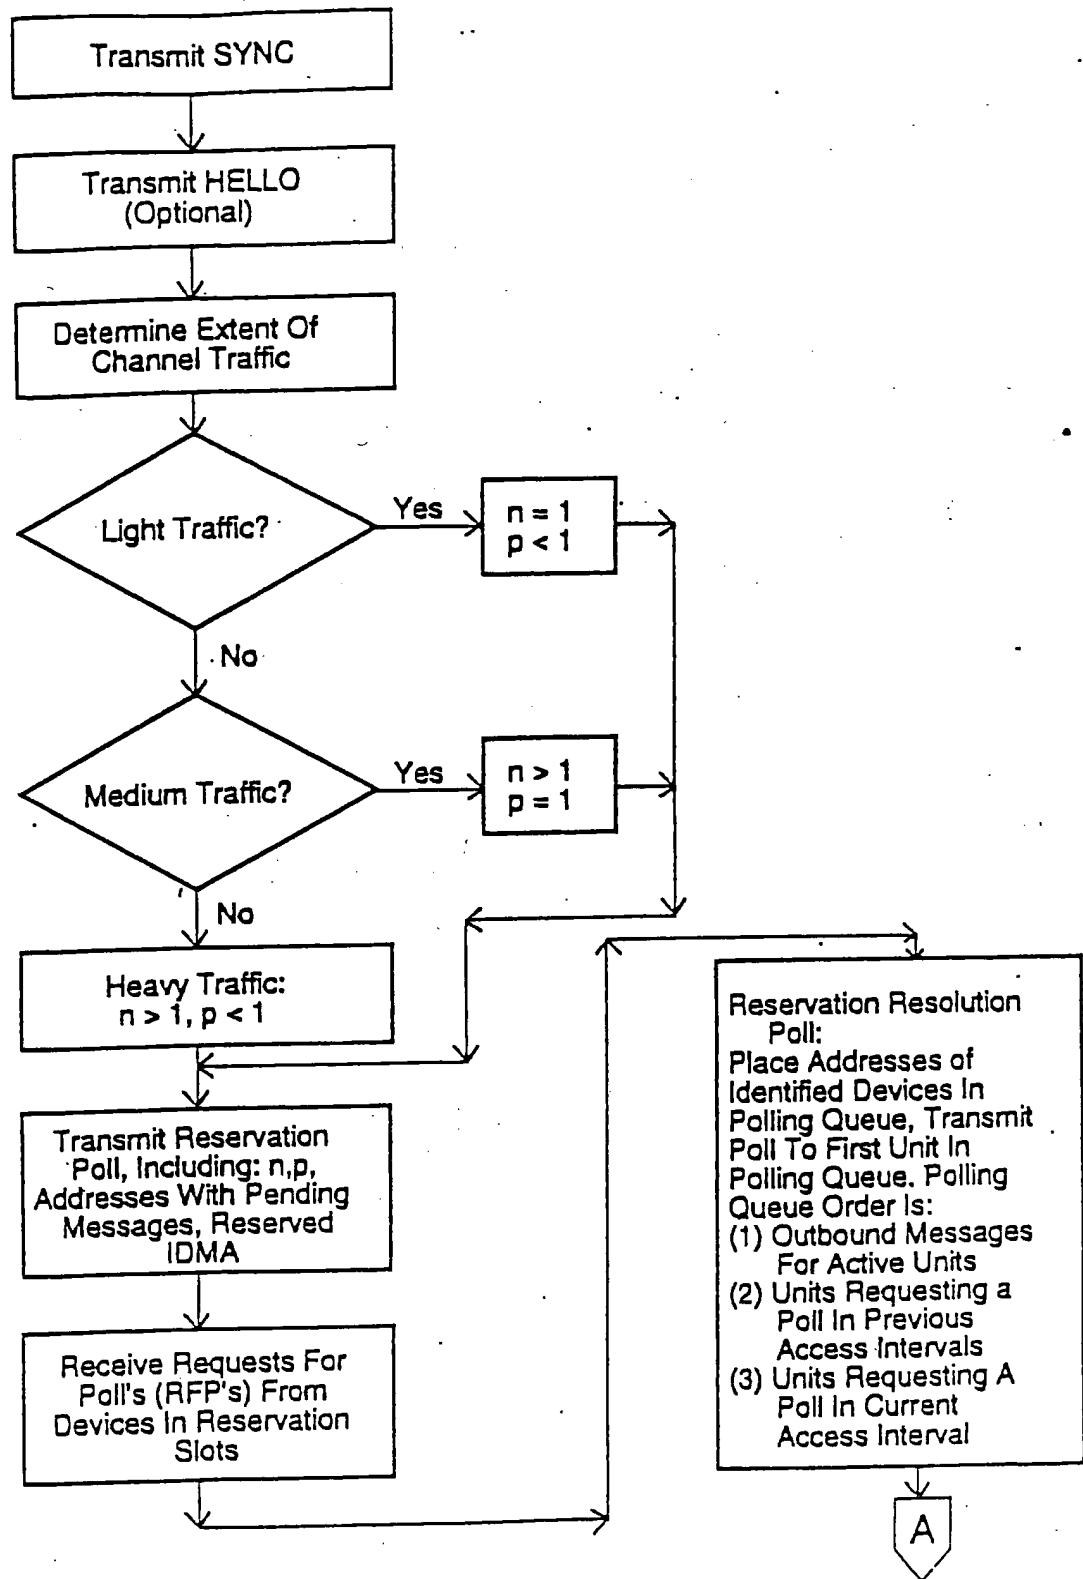 Transmit SYNC
Transmit HELLO
(Optional)
Determine Extent Of
Channel Traffic
Light Traffic?
Yes
n = 1
p < 1
No
Medium Traffic?
Yes
n > 1
p = 1
No
Heavy Traffic:
n > 1, p < 1
Transmit Reservation
Poll, Including: n,p,
Addresses With Pending
Messages, Reserved
IDMA
Receive Requests For
Poll's (RFP's) From
Devices In Reservation
Slots
Reservation Resolution
Poll:
Place Addresses of
Identified Devices In
Polling Queue, Transmit
Poll To First Unit In
Polling Queue. Polling
Queue Order Is:
(1) Outbound Messages
For Active Units
(2) Units Requesting a
Poll In Previous
Access Intervals
(3) Units Requesting A
Poll In Current
Access Interval
A